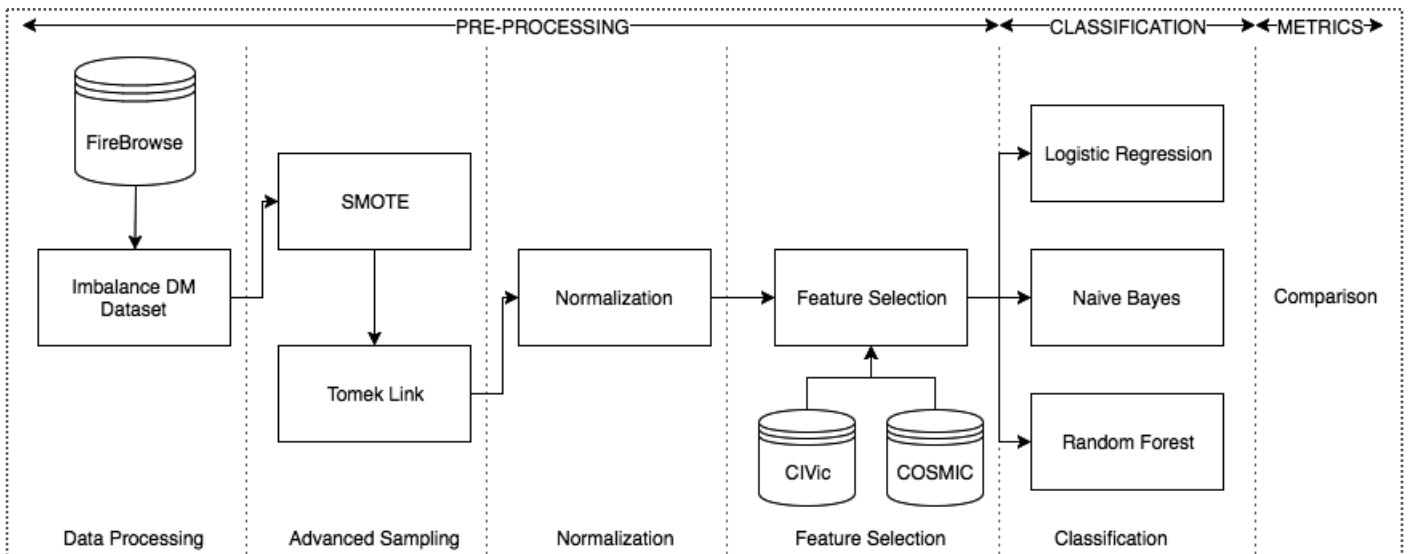 PRE-PROCESSING
CLASSIFICATION
METRICS
FireBrowse
Imbalance DM
Dataset
SMOTE
Tomek Link
Normalization
Feature Selection
CIVic
COSMIC
Logistic Regression
Naive Bayes
Random Forest
Comparison
Data Processing
Advanced Sampling
Normalization
Feature Selection
Classification